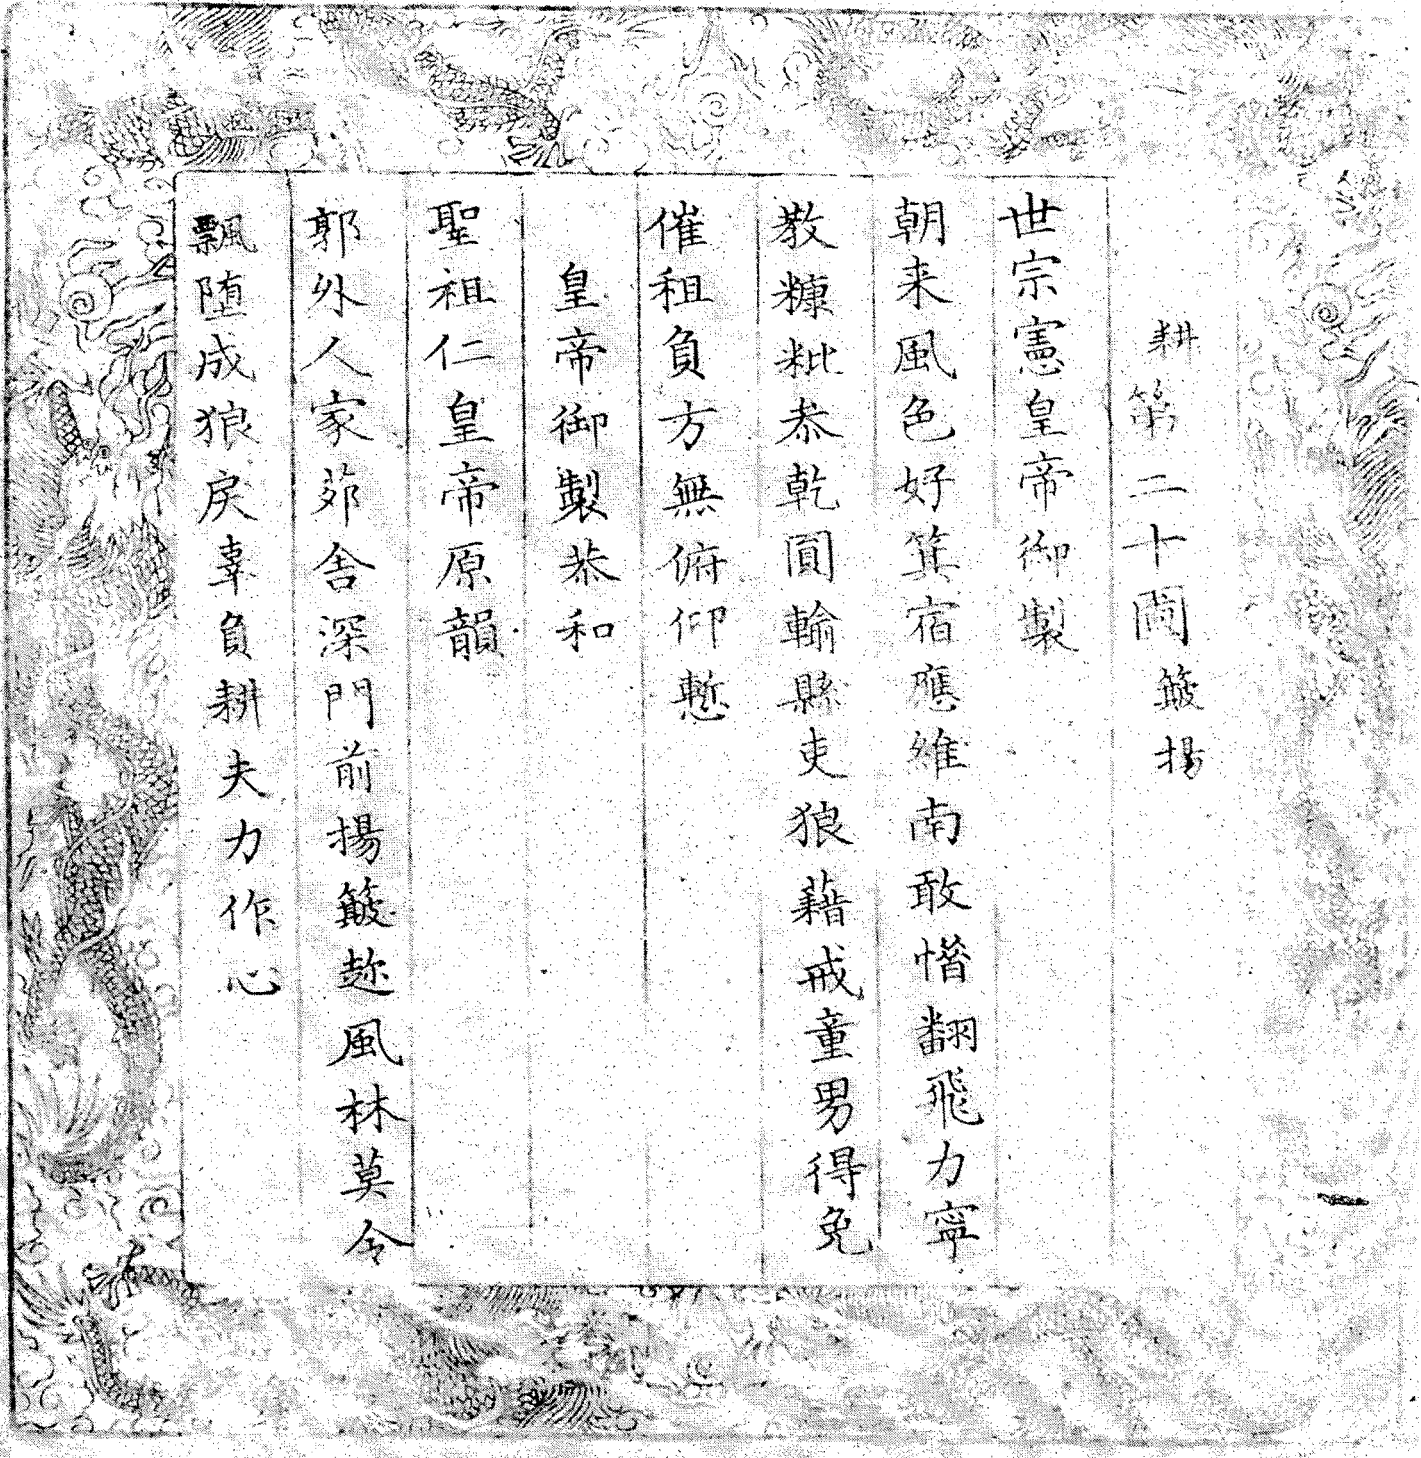 耕第二十圖簸揚
世宗憲皇帝御製
朝来風色好箕宿應維南敢惜翻飛力寧
教糠粃叅乾圓輸縣吏狼藉戒童男得免
催租負方無俯仰慙
皇帝御製恭和
聖祖仁皇帝原韻
郭外人家茆舍深門前揚簸趂風林莫令
飄墮成狼戾辜負耕夫力作心